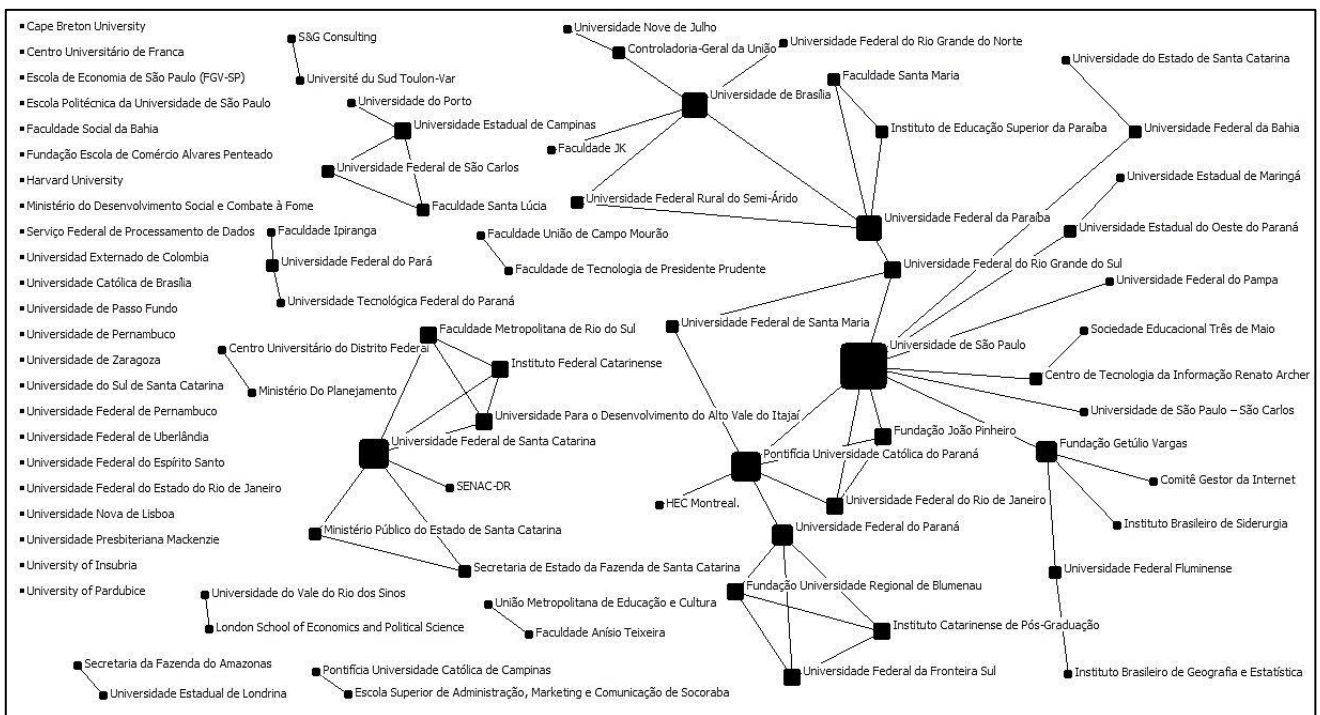 Cape Breton University
Centro Universitário de Franca
Escola de Economia de São Paulo (FGV-SP)
Escola Politécnica da Universidade de São Paulo
Faculdade Social da Bahia
Fundação Escola de Comércio Alvares Penteado
Harvard University
Ministério do Desenvolvimento Social e Combate à Fome
Serviço Federal de Processamento de Dados
Universidad Externado de Colombia
Universidade Católica de Brasília
Universidade de Passo Fundo
Universidade de Pernambuco
Universidade de Zaragoza
Universidade do Sul de Santa Catarina
Universidade Federal de Pernambuco
Universidade Federal de Uberlândia
Universidade Federal do Espírito Santo
Universidade Federal do Estado do Rio de Janeiro
Universidade Nova de Lisboa
Universidade Presbiteriana Mackenzie
University of Insubria
University of Pardubice
S&G Consulting
Université du Sud Toulon-Var
Universidade do Porto
Universidade Estadual de Campinas
Universidade Federal de São Carlos
Faculdade Santa Lúcia
Faculdade Ipiranga
Universidade Federal do Pará
Universidade Tecnológica Federal do Paraná
Faculdade União de Campo Mourão
Faculdade de Tecnologia de Presidente Prudente
Centro Universitário do Distrito Federal
Ministério Do Planejamento
Faculdade Metropolitana de Rio do Sul
Instituto Federal Catarinense
Universidade Para o Desenvolvimento do Alto Vale do Itajaí
Universidade Federal de Santa Catarina
SENAC-DR
Ministério Público do Estado de Santa Catarina
Secretaria de Estado da Fazenda de Santa Catarina
Universidade do Vale do Rio dos Sinos
London School of Economics and Political Science
União Metropolitana de Educação e Cultura
Faculdade Anísio Teixeira
Secretaria da Fazenda do Amazonas
Universidade Estadual de Londrina
Pontifícia Universidade Católica de Campinas
Escola Superior de Administração, Marketing e Comunicação de Socoraba
Universidade Nove de Julho
Controladoria-Geral da União
Universidade Federal do Rio Grande do Norte
Universidade de Brasília
Faculdade JK
Universidade Federal Rural do Semi-Árido
Faculdade Santa Maria
Instituto de Educação Superior da Paraíba
Universidade Federal da Paraíba
Universidade Federal do Rio Grande do Sul
Universidade Federal de Santa Maria
Universidade de São Paulo
Universidade do Estado de Santa Catarina
Universidade Federal da Bahia
Universidade Estadual de Maringá
Universidade Estadual do Oeste do Paraná
Universidade Federal do Pampa
Sociedade Educacional Três de Maio
Centro de Tecnologia da Informação Renato Archer
Universidade de São Paulo – São Carlos
Fundação João Pinheiro
Pontifícia Universidade Católica do Paraná
HEC Montreal.
Universidade Federal do Rio de Janeiro
Fundação Getúlio Vargas
Comitê Gestor da Internet
Instituto Brasileiro de Siderurgia
Universidade Federal Fluminense
Instituto Brasileiro de Geografia e Estatística
Universidade Federal do Paraná
Fundação Universidade Regional de Blumenau
Instituto Catarinense de Pós-Graduação
Universidade Federal da Fronteira Sul